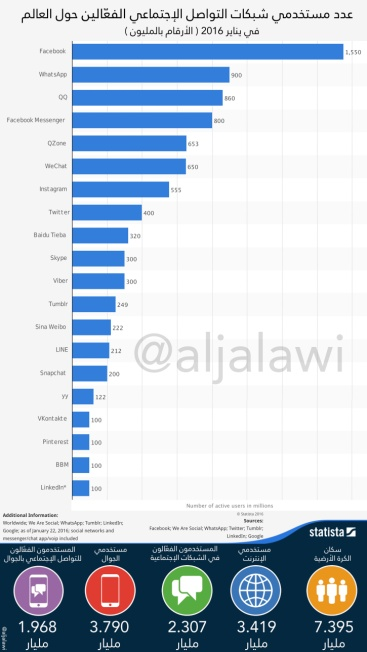 عدد مستخدمي شبكات التواصل الإجتماعي الفعّالين حول العالم
في يناير 2016 ( الأرقام بالمليون )
Facebook 1,550
WhatsApp 900
QQ 860
Facebook Messenger 800
QZone 653
WeChat 650
Instagram 555
Twitter 400
Baidu Tieba 320
Skype 300
Viber 300
Tumblr 249
Sina Weibo 222
LINE 212
Snapchat 200
YY 122
VKontakte 100
Pinterest 100
BBM 100
LinkedIn* 100
@aljalawi
Number of active users in millions
Additional Information:
Worldwide; We Are Social; WhatsApp; Tumblr; LinkedIn;
Google; as of January 22, 2016; social networks and
messenger/chat app/voip included
© Statista 2016
Sources:
Facebook; We Are Social; WhatsApp; Twitter; Tumblr;
LinkedIn; Google
statista
سكان
الكرة الأرضية
7.395
مليار
مستخدمي
الإنترنت
3.419
مليار
المستخدمون الفعّالون
في الشبكات الإجتماعية
2.307
مليار
مستخدمي
الجوال
3.790
مليار
المستخدمون الفعّالون
للتواصل الإجتماعي بالجوال
1.968
مليار
@aljalawi